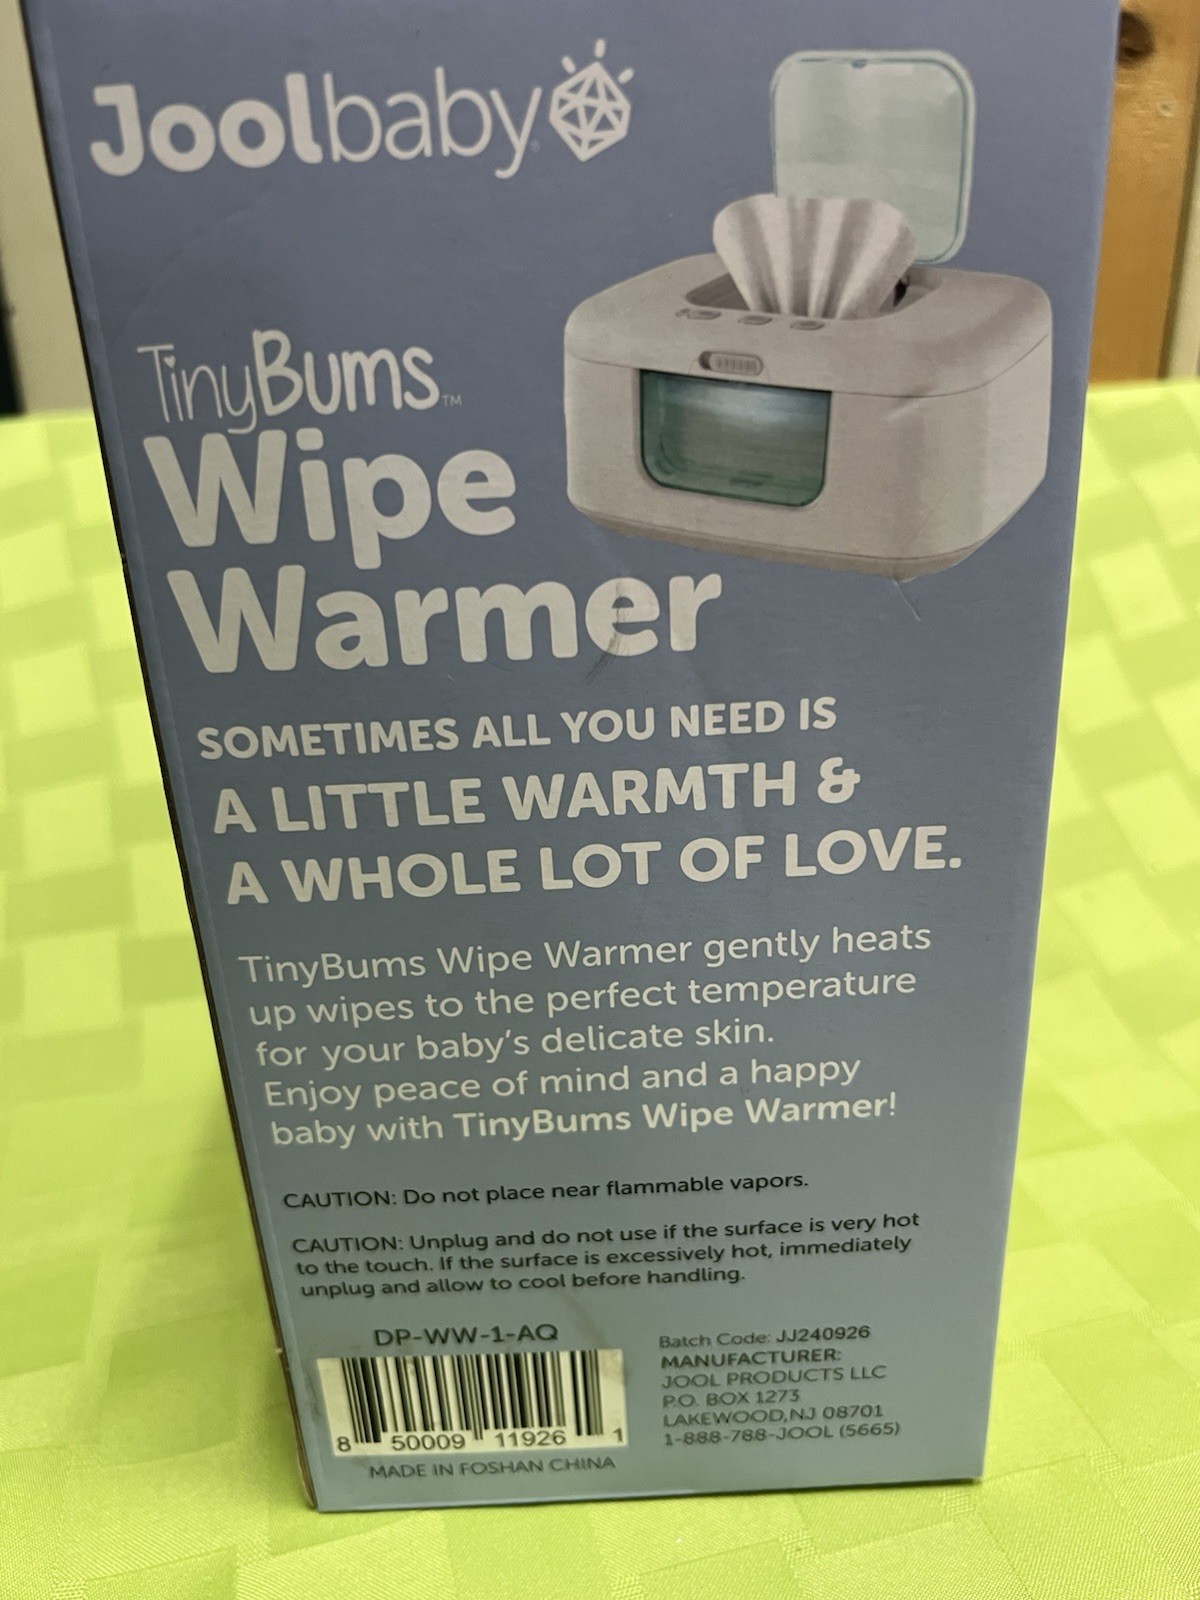 Joolbaby
TinyBums™
Wipe
Warmer
SOMETIMES ALL YOU NEED IS
A LITTLE WARMTH &
A WHOLE LOT OF LOVE.
TinyBums Wipe Warmer gently heats
up wipes to the perfect temperature
for your baby's delicate skin.
Enjoy peace of mind and a happy
baby with TinyBums Wipe Warmer!
CAUTION: Do not place near flammable vapors.
CAUTION: Unplug and do not use if the surface is very hot
to the touch. If the surface is excessively hot, immediately
unplug and allow to cool before handling.
DP-WW-1-AQ
8 50009 11926 1
MADE IN FOSHAN CHINA
Batch Code: JJ240926
MANUFACTURER:
JOOL PRODUCTS LLC
P.O. BOX 1273
LAKEWOOD,NJ 08701
1-888-788-JOOL (5665)